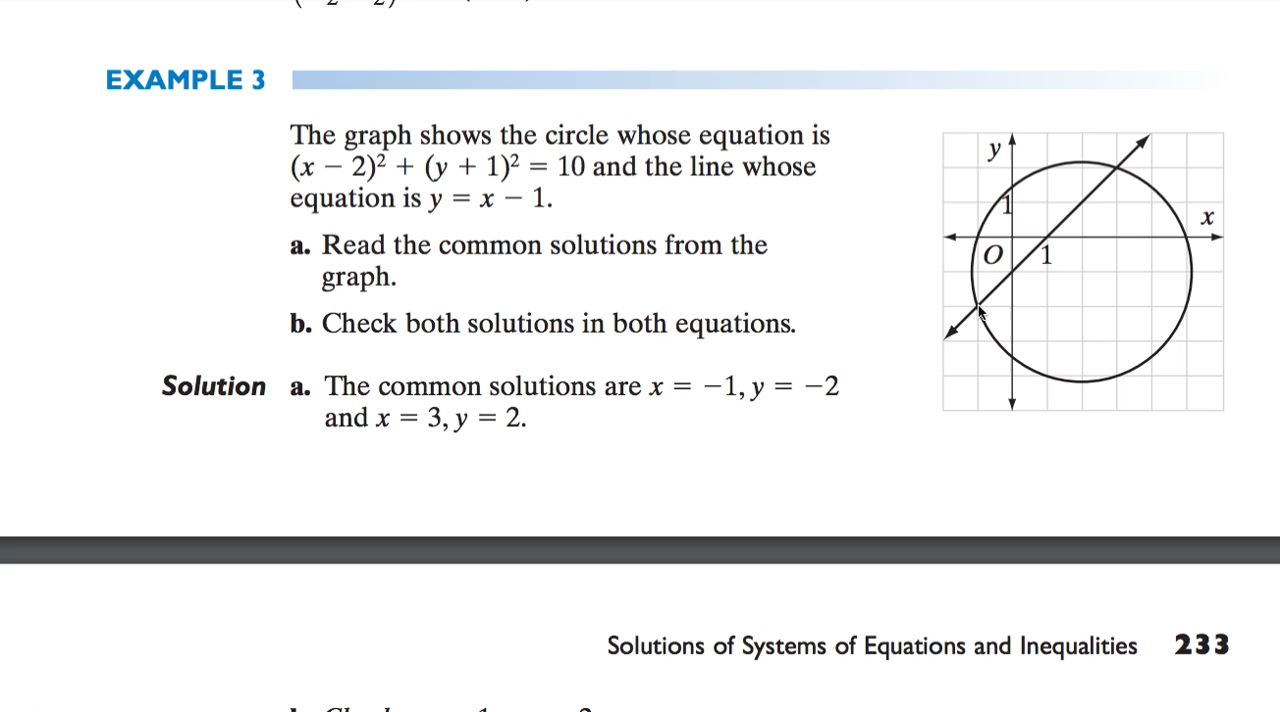 EXAMPLE 3
The graph shows the circle whose equation is
(x − 2)² + (y + 1)² = 10 and the line whose
equation is y = x − 1.
a. Read the common solutions from the
graph.
b. Check both solutions in both equations.
y
1
x
O
1
Solution a. The common solutions are x = −1, y = −2
and x = 3, y = 2.
Solutions of Systems of Equations and Inequalities 233